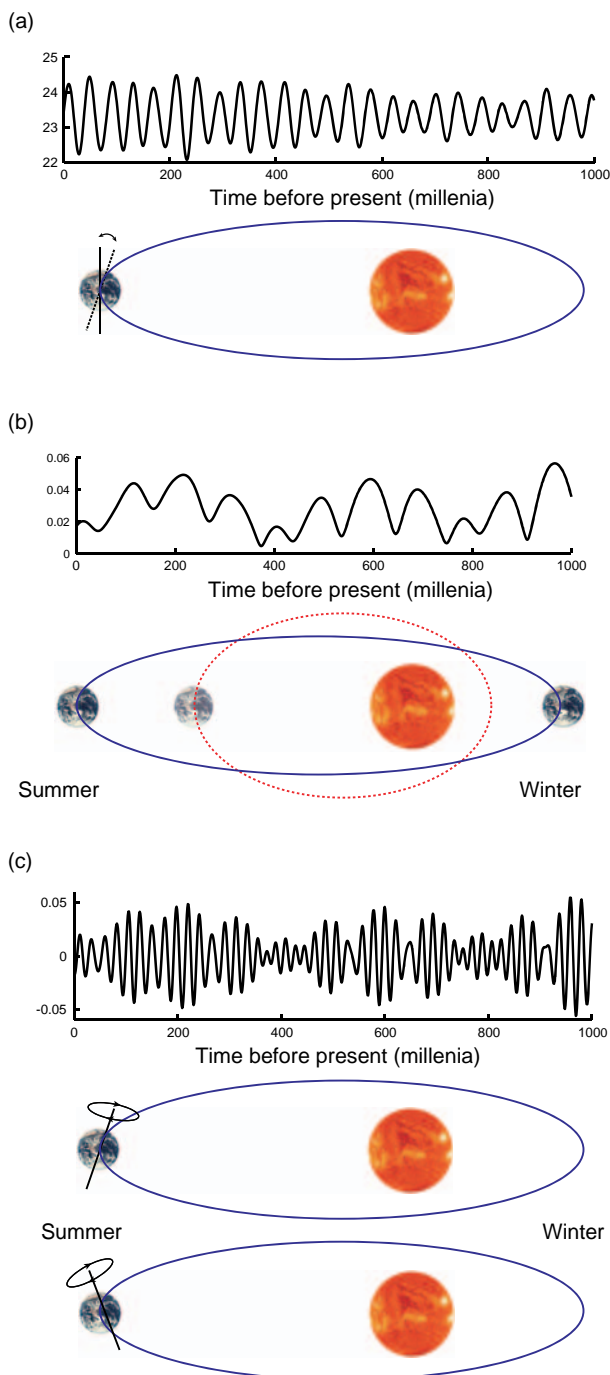 (a)
25
24
23
22
0 200 400 600 800 1000
Time before present (millenia)
(b)
0.06
0.04
0.02
0
0 200 400 600 800 1000
Time before present (millenia)
Summer Winter
(c)
0.05
0
-0.05
0 200 400 600 800 1000
Time before present (millenia)
Summer Winter